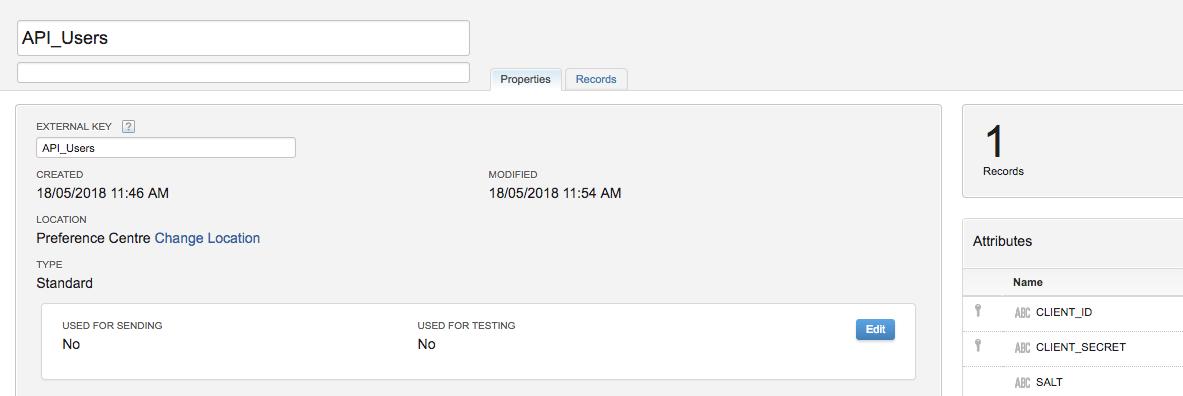 API_Users
Properties
Records
EXTERNAL KEY ?
API_Users
CREATED
18/05/2018 11:46 AM
MODIFIED
18/05/2018 11:54 AM
LOCATION
Preference Centre Change Location
TYPE
Standard
USED FOR SENDING
No
USED FOR TESTING
No
Edit
1
Records
Attributes
Name
ABC CLIENT_ID
ABC CLIENT_SECRET
ABC SALT